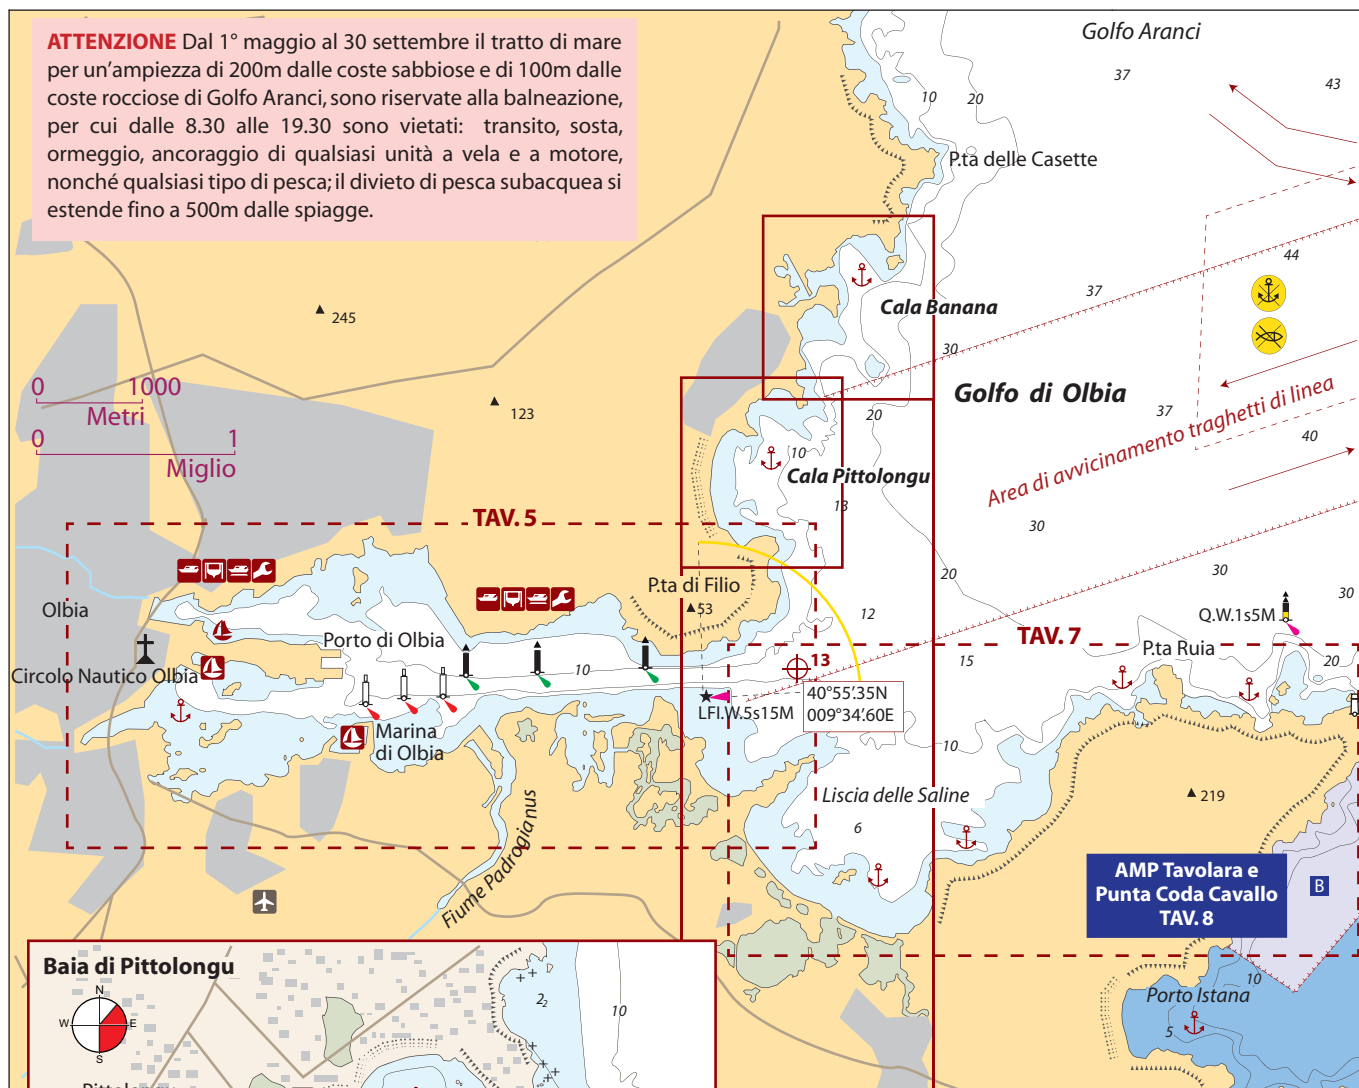 ATTENZIONE Dal 1° maggio al 30 settembre il tratto di mare
per un'ampiezza di 200m dalle coste sabbiose e di 100m dalle
coste rocciose di Golfo Aranci, sono riservate alla balneazione,
per cui dalle 8.30 alle 19.30 sono vietati: transito, sosta,
ormeggio, ancoraggio di qualsiasi unità a vela e a motore,
nonché qualsiasi tipo di pesca; il divieto di pesca subacquea si
estende fino a 500m dalle spiagge.
Golfo Aranci
37
43
10
20
P.ta delle Casette
44
37
Cala Banana
30
245
0 1000
Metri
0 1
Miglio
123
Golfo di Olbia
37
20
40
Area di avvicinamento traghetti di linea
10
Cala Pittolongu
13
30
TAV. 5
20
30
30
P.ta di Filio
53
12
Q.W.1s5M
Olbia
Porto di Olbia
TAV. 7
P.ta Ruia
15
20
Circolo Nautico Olbia
10
13
40°55'.35N
009°34'.60E
LFl.W.5s15M
Marina
di Olbia
10
Liscia delle Saline
6
219
Fiume Padrogianus
AMP Tavolara e
Punta Coda Cavallo
TAV. 8
B
Baia di Pittolongu
N
W E
S
2₂
10
10
Porto Istana
5
Pittolongu